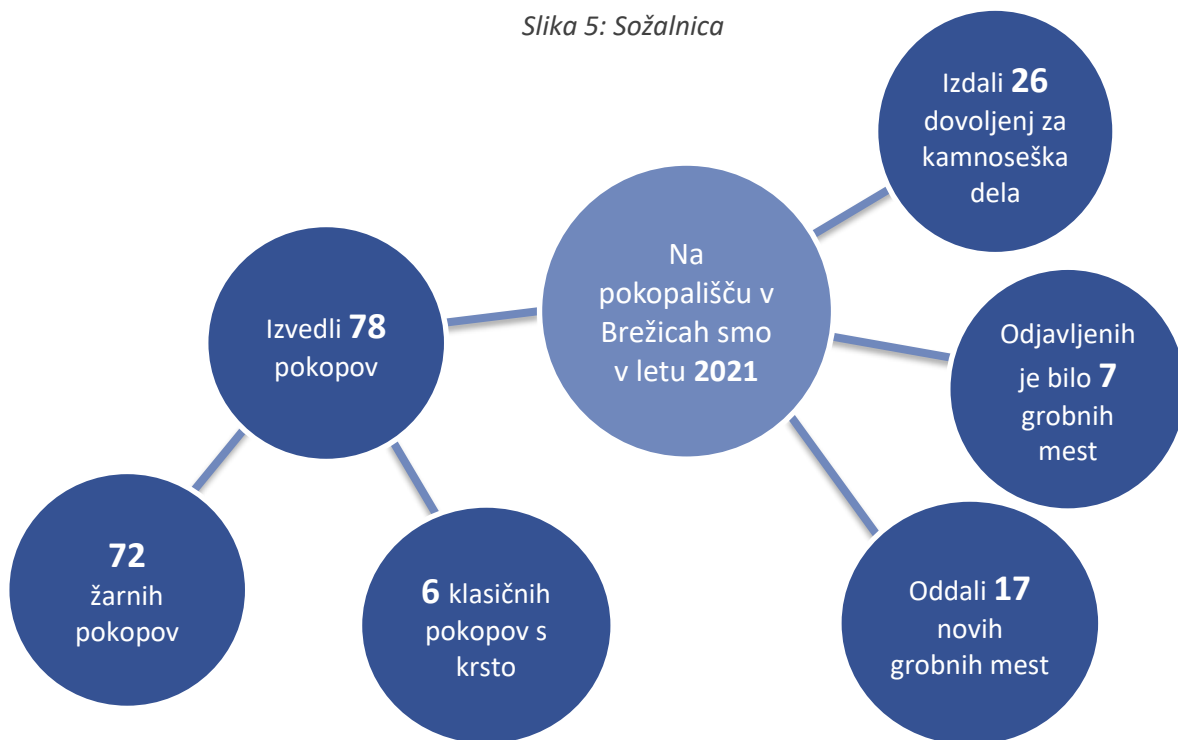 Slika 5: Sožalnica
Izdali 26
dovoljenj za
kamnoseška
dela
Na
pokopališču v
Brežicah smo
v letu 2021
Izvedli 78
pokopov
Odjavljenih
je bilo 7
grobnih
mest
72
žarnih
pokopov
6 klasičnih
pokopov s
krsto
Oddali 17
novih
grobnih mest